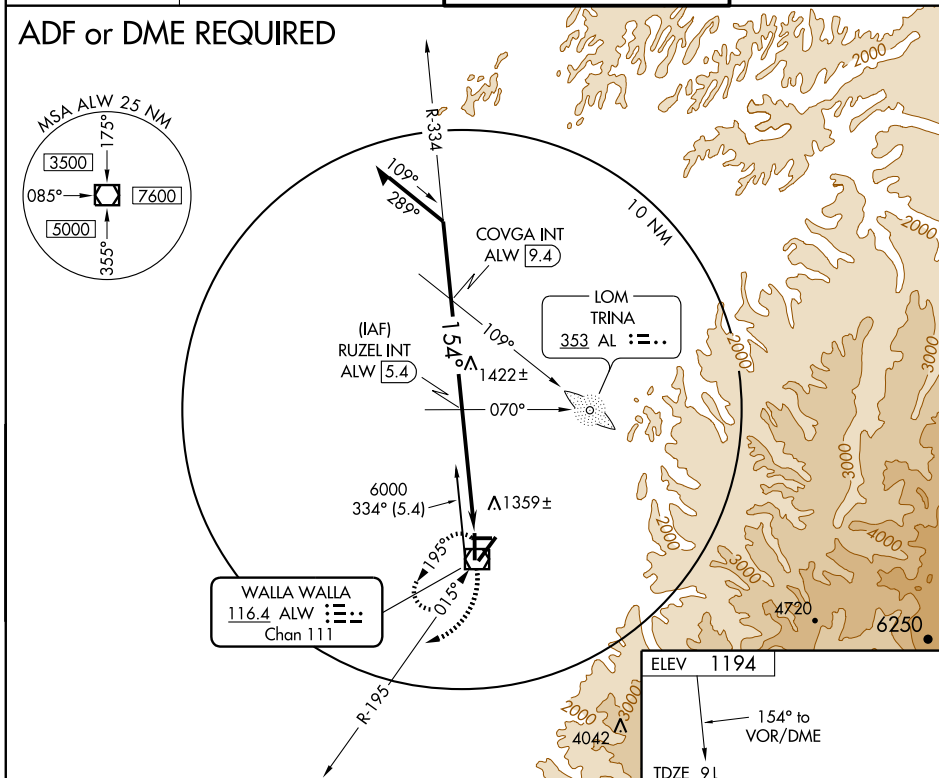 ADF or DME REQUIRED
MSA ALW 25 NM
175°
3500
085°
7600
5000
355°
R-334
109°
289°
10 NM
COVGA INT
ALW 9.4
LOM
TRINA
353 AL
109°
154°
(IAF)
RUZEL INT
ALW 5.4
1422±
070°
6000
334° (5.4)
1359±
195°
015°
WALLA WALLA
116.4 ALW
Chan 111
R-195
2000
2000
2000
3000
3000
4000
2000
3000
4720
6250
2000
3000
4042
ELEV 1194
154° to
VOR/DME